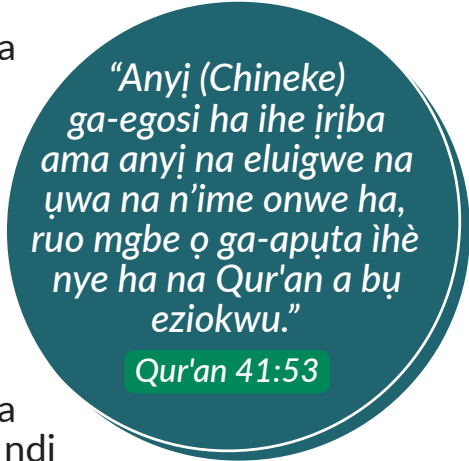 a
“Anyị (Chineke)
ga-egosi ha ihe ịrịba
ama anyị na eluigwe na
ụwa na n’ime onwe ha,
ruo mgbe ọ ga-apụta ìhè
nye ha na Qur'an a bụ
eziokwu.”
Qur'an 41:53
a
ndi